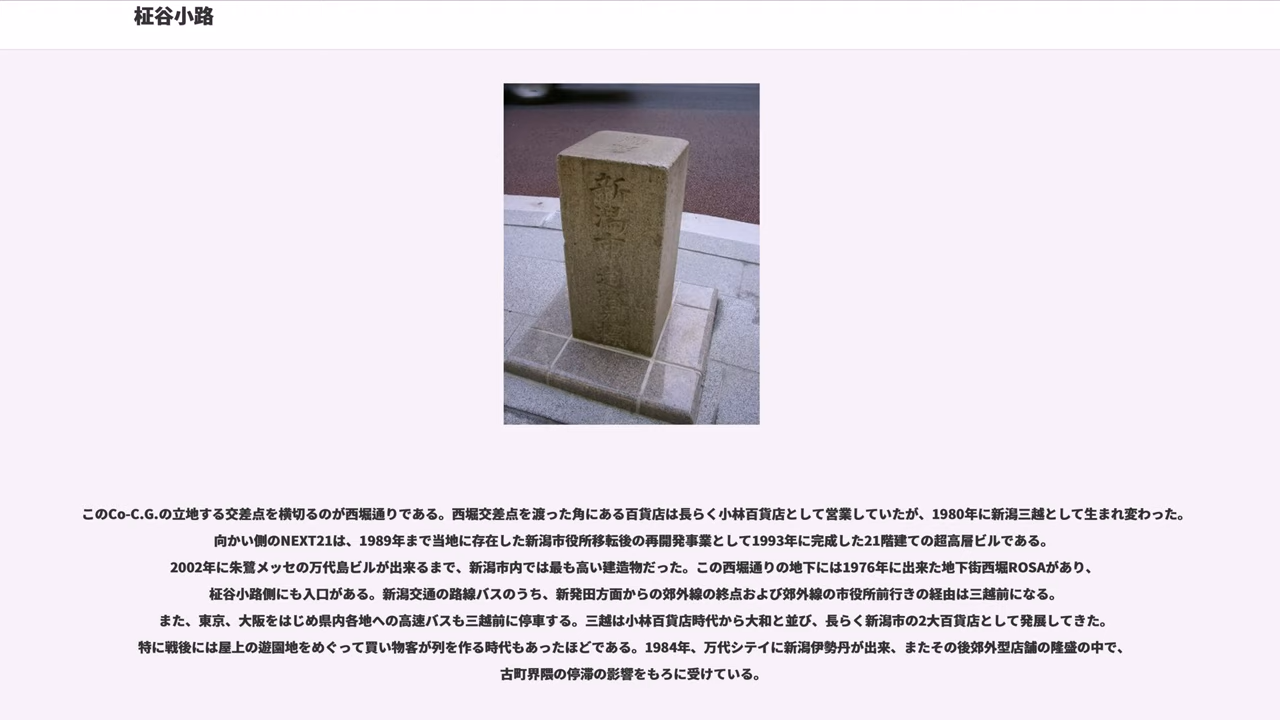 柾谷小路
新潟市道路元標
このCo-C.G.の立地する交差点を横切るのが西堀通りである。西堀交差点を渡った角にある百貨店は長らく小林百貨店として営業していたが、1980年に新潟三越として生まれ変わった。
向かい側のNEXT21は、1989年まで当地に存在した新潟市役所移転後の再開発事業として1993年に完成した21階建ての超高層ビルである。
2002年に朱鷺メッセの万代島ビルが出来るまで、新潟市内では最も高い建造物だった。この西堀通りの地下には1976年に出来た地下街西堀ROSAがあり、
柾谷小路側にも入口がある。新潟交通の路線バスのうち、新発田方面からの郊外線の終点および郊外線の市役所前行きの経由は三越前になる。
また、東京、大阪をはじめ県内各地への高速バスも三越前に停車する。三越は小林百貨店時代から大和と並び、長らく新潟市の2大百貨店として発展してきた。
特に戦後には屋上の遊園地をめぐって買い物客が列を作る時代もあったほどである。1984年、万代シテイに新潟伊勢丹が出来、またその後郊外型店舗の隆盛の中で、
古町界隈の停滞の影響をもろに受けている。